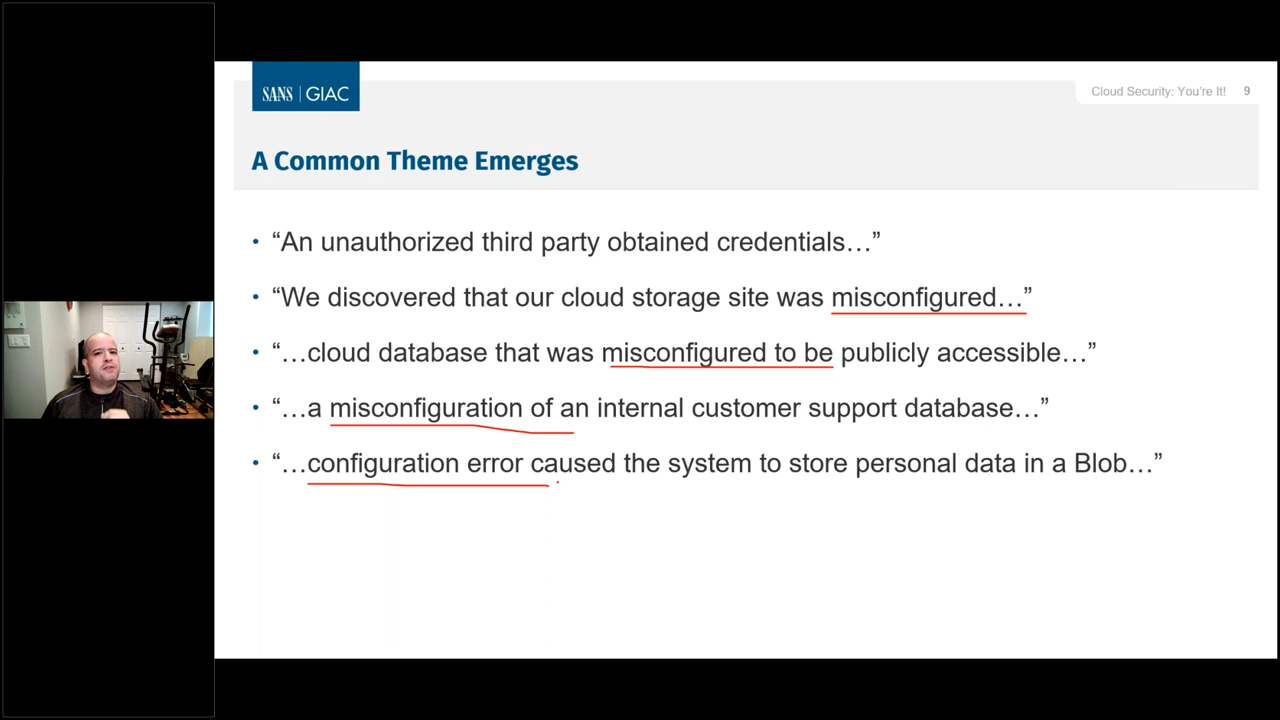 SANS | GIAC
Cloud Security: You're It! 9
A Common Theme Emerges
• “An unauthorized third party obtained credentials…”
• “We discovered that our cloud storage site was misconfigured…”
• “…cloud database that was misconfigured to be publicly accessible…”
• “…a misconfiguration of an internal customer support database…”
• “…configuration error caused the system to store personal data in a Blob…”